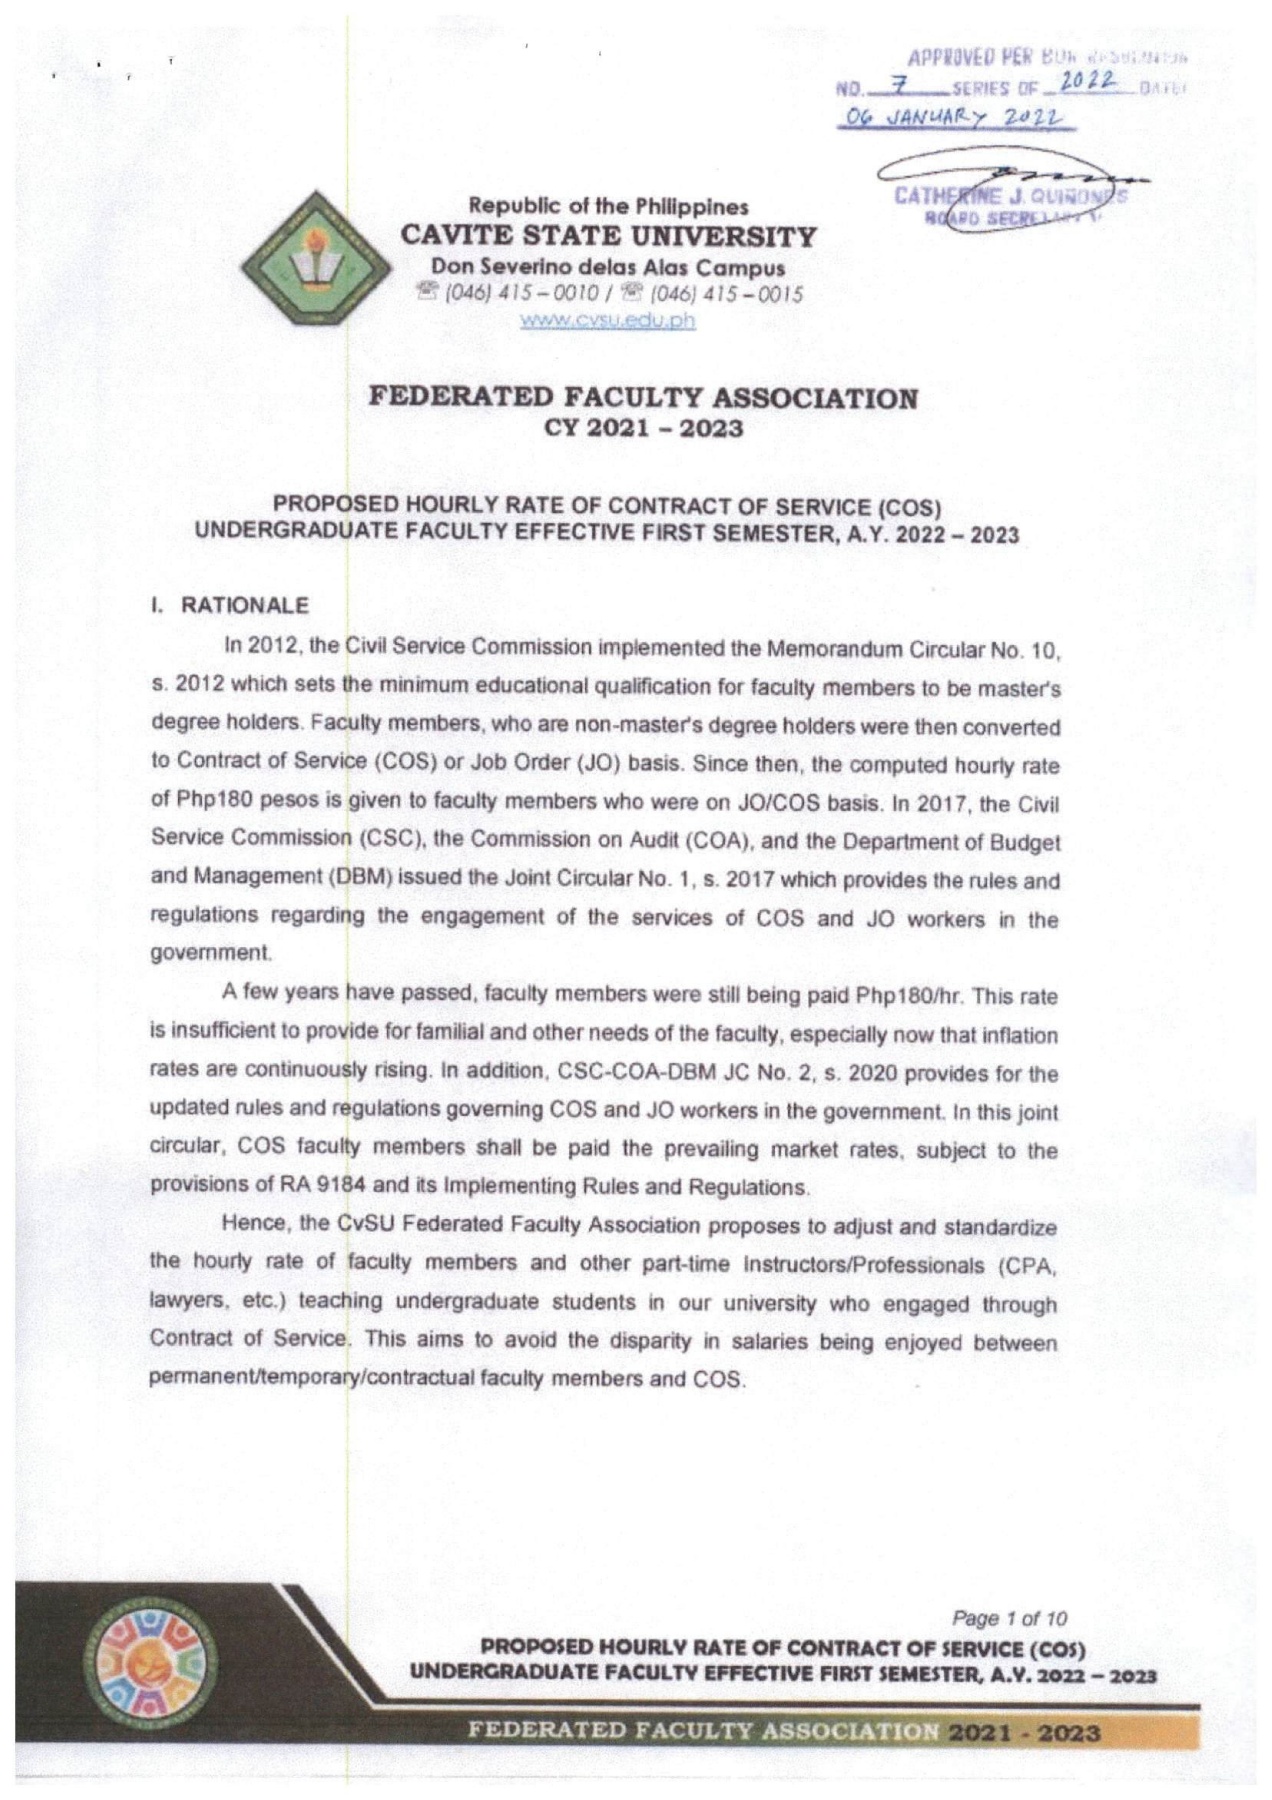 APPROVED PER BOR RESOLUTION
NO. 7 SERIES OF 2022 DATE:
06 JANUARY 2022
CATHERINE J. QUIÑONES
BOARD SECRETARY V
Republic of the Philippines
CAVITE STATE UNIVERSITY
Don Severino delas Alas Campus
☏ (046) 415 – 0010 / ☏ (046) 415 – 0015
www.cvsu.edu.ph
FEDERATED FACULTY ASSOCIATION
CY 2021 – 2023
PROPOSED HOURLY RATE OF CONTRACT OF SERVICE (COS)
UNDERGRADUATE FACULTY EFFECTIVE FIRST SEMESTER, A.Y. 2022 – 2023
I. RATIONALE
In 2012, the Civil Service Commission implemented the Memorandum Circular No. 10,
s. 2012 which sets the minimum educational qualification for faculty members to be master's
degree holders. Faculty members, who are non-master's degree holders were then converted
to Contract of Service (COS) or Job Order (JO) basis. Since then, the computed hourly rate
of Php180 pesos is given to faculty members who were on JO/COS basis. In 2017, the Civil
Service Commission (CSC), the Commission on Audit (COA), and the Department of Budget
and Management (DBM) issued the Joint Circular No. 1, s. 2017 which provides the rules and
regulations regarding the engagement of the services of COS and JO workers in the
government.
A few years have passed, faculty members were still being paid Php180/hr. This rate
is insufficient to provide for familial and other needs of the faculty, especially now that inflation
rates are continuously rising. In addition, CSC-COA-DBM JC No. 2, s. 2020 provides for the
updated rules and regulations governing COS and JO workers in the government. In this joint
circular, COS faculty members shall be paid the prevailing market rates, subject to the
provisions of RA 9184 and its Implementing Rules and Regulations.
Hence, the CvSU Federated Faculty Association proposes to adjust and standardize
the hourly rate of faculty members and other part-time Instructors/Professionals (CPA,
lawyers, etc.) teaching undergraduate students in our university who engaged through
Contract of Service. This aims to avoid the disparity in salaries being enjoyed between
permanent/temporary/contractual faculty members and COS.
Page 1 of 10
PROPOSED HOURLY RATE OF CONTRACT OF SERVICE (COS)
UNDERGRADUATE FACULTY EFFECTIVE FIRST SEMESTER, A.Y. 2022 – 2023
FEDERATED FACULTY ASSOCIATION 2021 - 2023